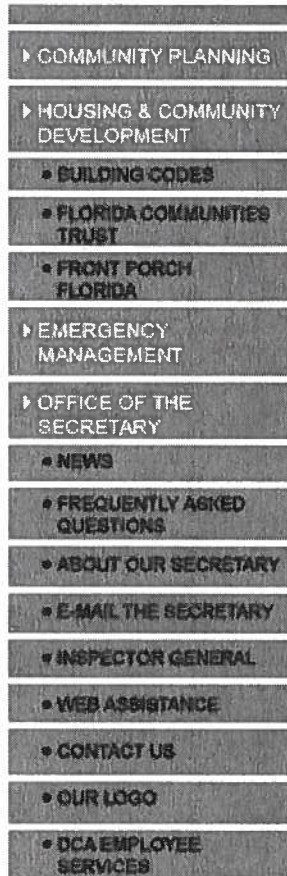 COMMUNITY PLANNING
HOUSING & COMMUNITY
DEVELOPMENT
• BUILDING CODES
• FLORIDA COMMUNITIES
TRUST
• FRONT PORCH
FLORIDA
EMERGENCY
MANAGEMENT
OFFICE OF THE
SECRETARY
• NEWS
• FREQUENTLY ASKED
QUESTIONS
• ABOUT OUR SECRETARY
• E-MAIL THE SECRETARY
• INSPECTOR GENERAL
• WEB ASSISTANCE
• CONTACT US
• OUR LOGO
• DCA EMPLOYEE
SERVICES